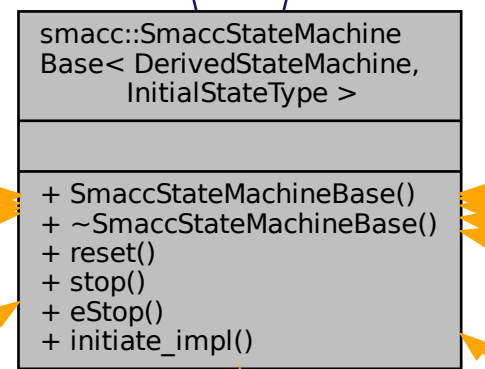 smacc::SmaccStateMachine
Base< DerivedStateMachine,
InitialStateType >
+ SmaccStateMachineBase()
+ ~SmaccStateMachineBase()
+ reset()
+ stop()
+ eStop()
+ initiate_impl()